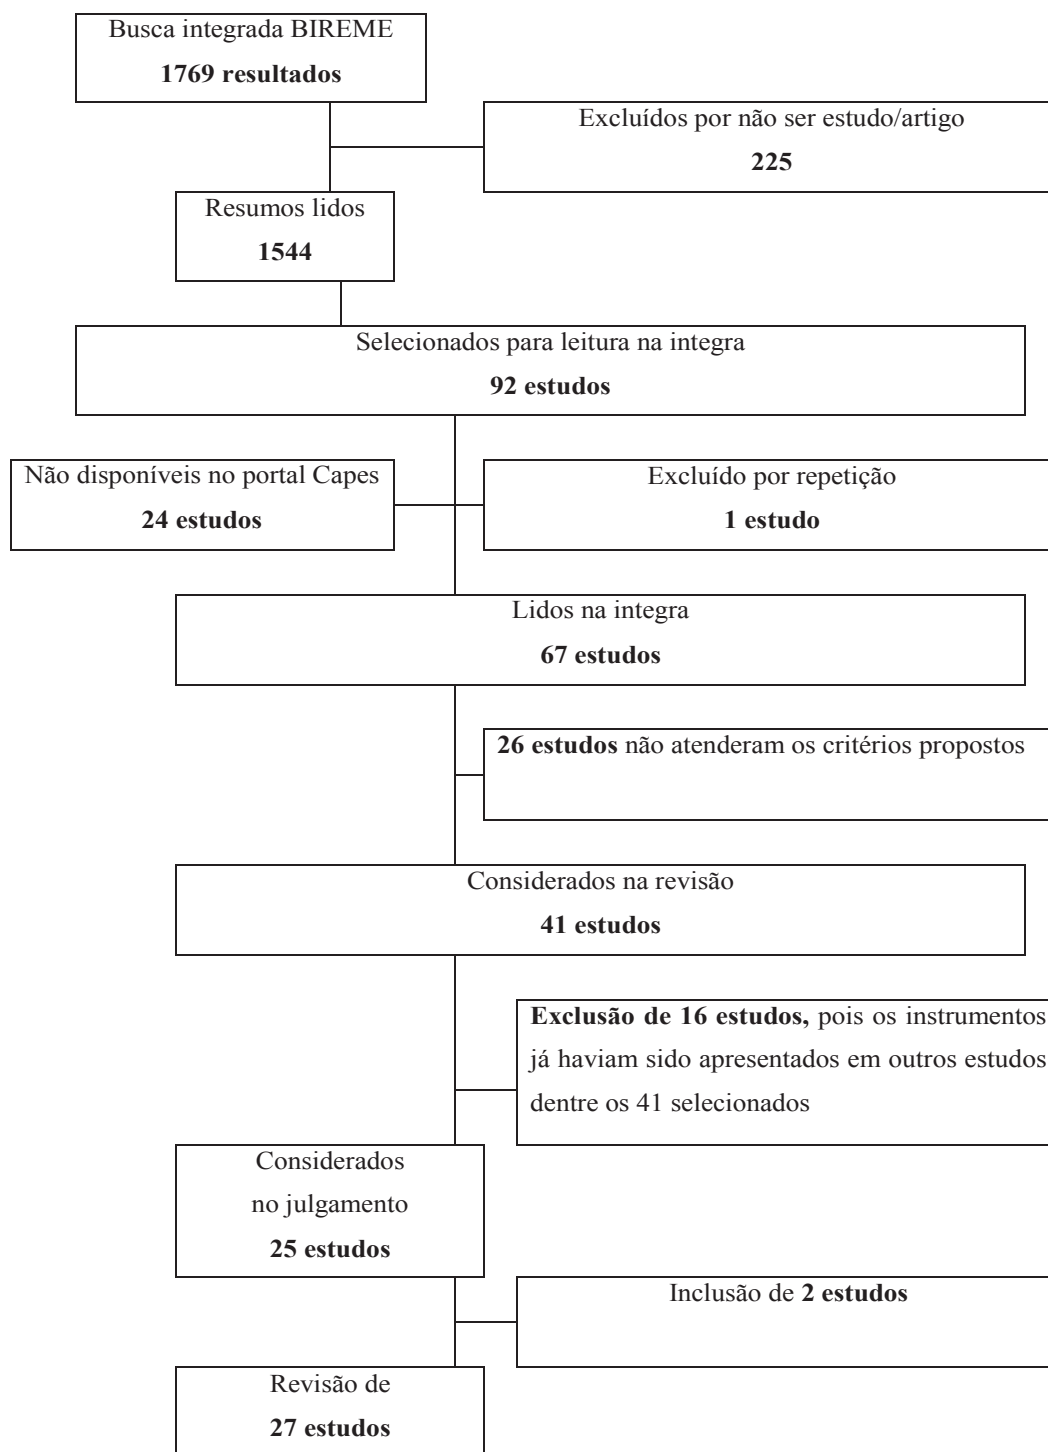 Busca integrada BIREME
1769 resultados
Excluídos por não ser estudo/artigo
225
Resumos lidos
1544
Selecionados para leitura na integra
92 estudos
Não disponíveis no portal Capes
24 estudos
Excluído por repetição
1 estudo
Lidos na integra
67 estudos
26 estudos não atenderam os critérios propostos
Considerados na revisão
41 estudos
Exclusão de 16 estudos, pois os instrumentos
já haviam sido apresentados em outros estudos
dentre os 41 selecionados
Considerados
no julgamento
25 estudos
Inclusão de 2 estudos
Revisão de
27 estudos